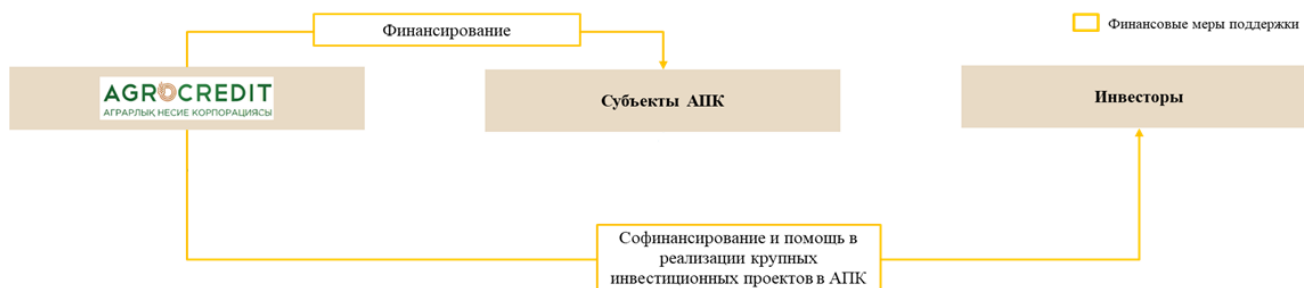 Финансирование
Финансовые меры поддержки
AGROCREDIT
АГРАРЛЫҚ НЕСИЕ КОРПОРАЦИЯСЫ
Субъекты АПК
Инвесторы
Софинансирование и помощь в
реализации крупных
инвестиционных проектов в АПК